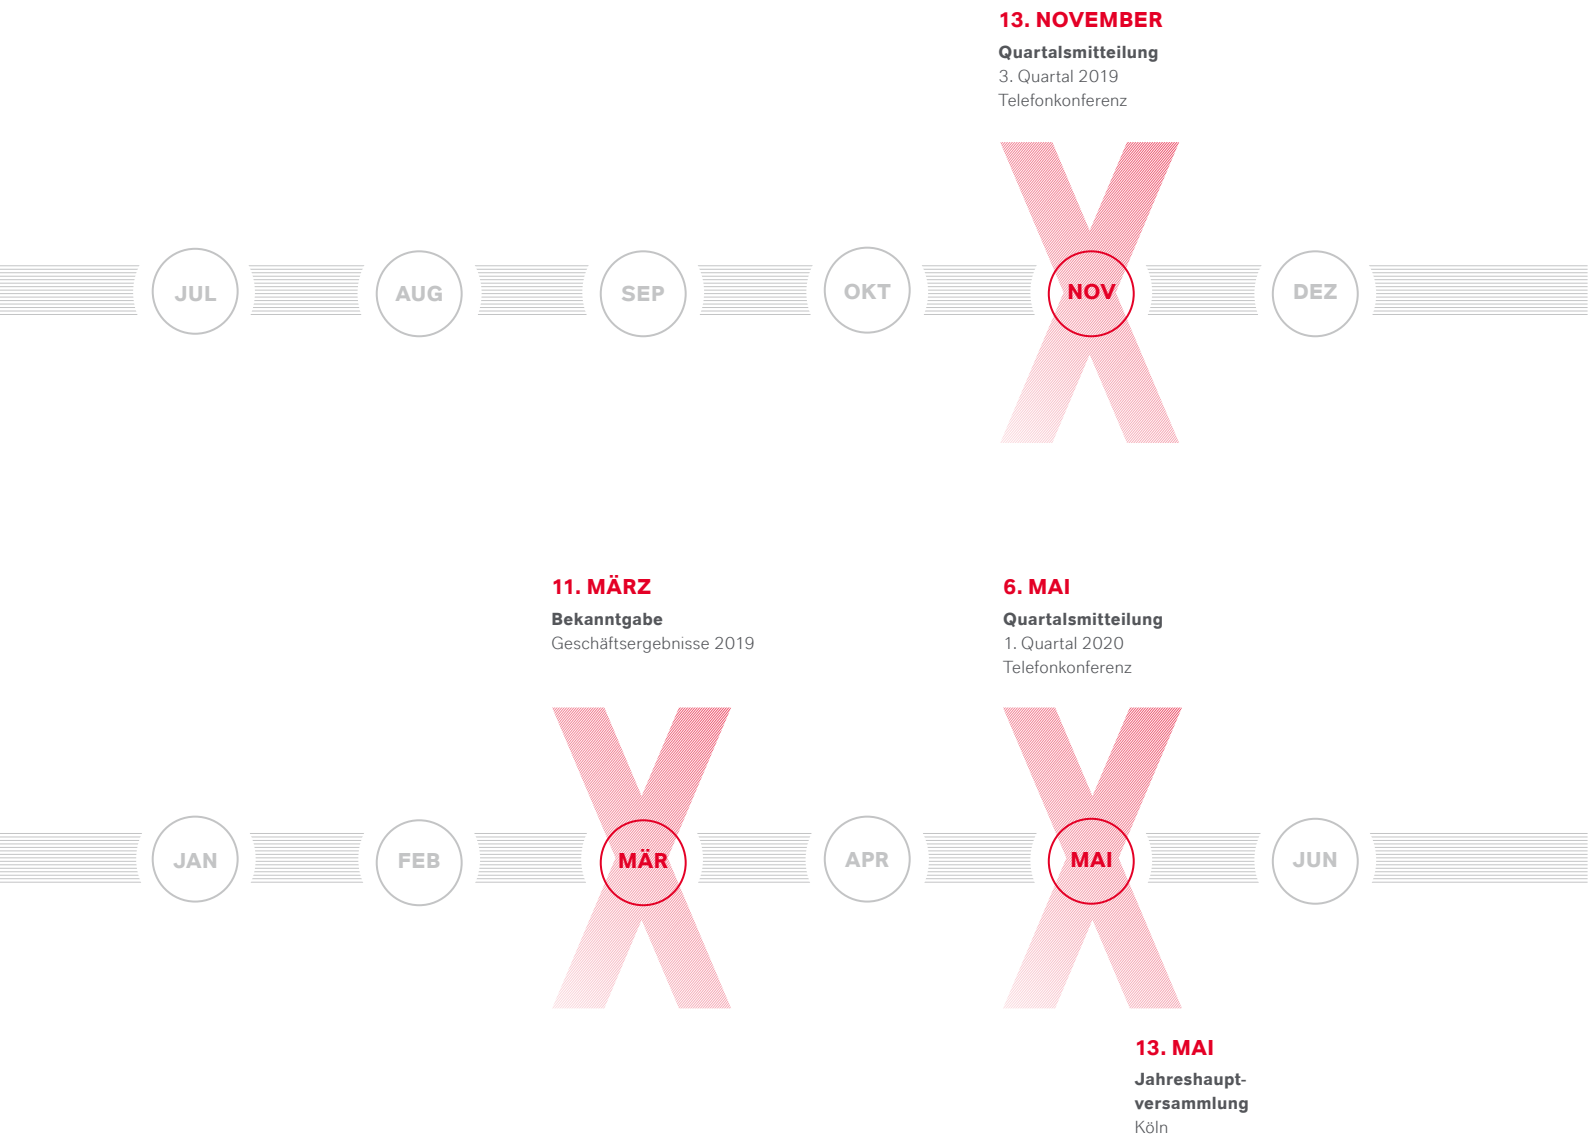 13. NOVEMBER
Quartalsmitteilung
3. Quartal 2019
Telefonkonferenz
JUL
AUG
SEP
OKT
NOV
DEZ
11. MÄRZ
Bekanntgabe
Geschäftsergebnisse 2019
6. MAI
Quartalsmitteilung
1. Quartal 2020
Telefonkonferenz
JAN
FEB
MÄR
APR
MAI
JUN
13. MAI
Jahreshaupt-
versammlung
Köln